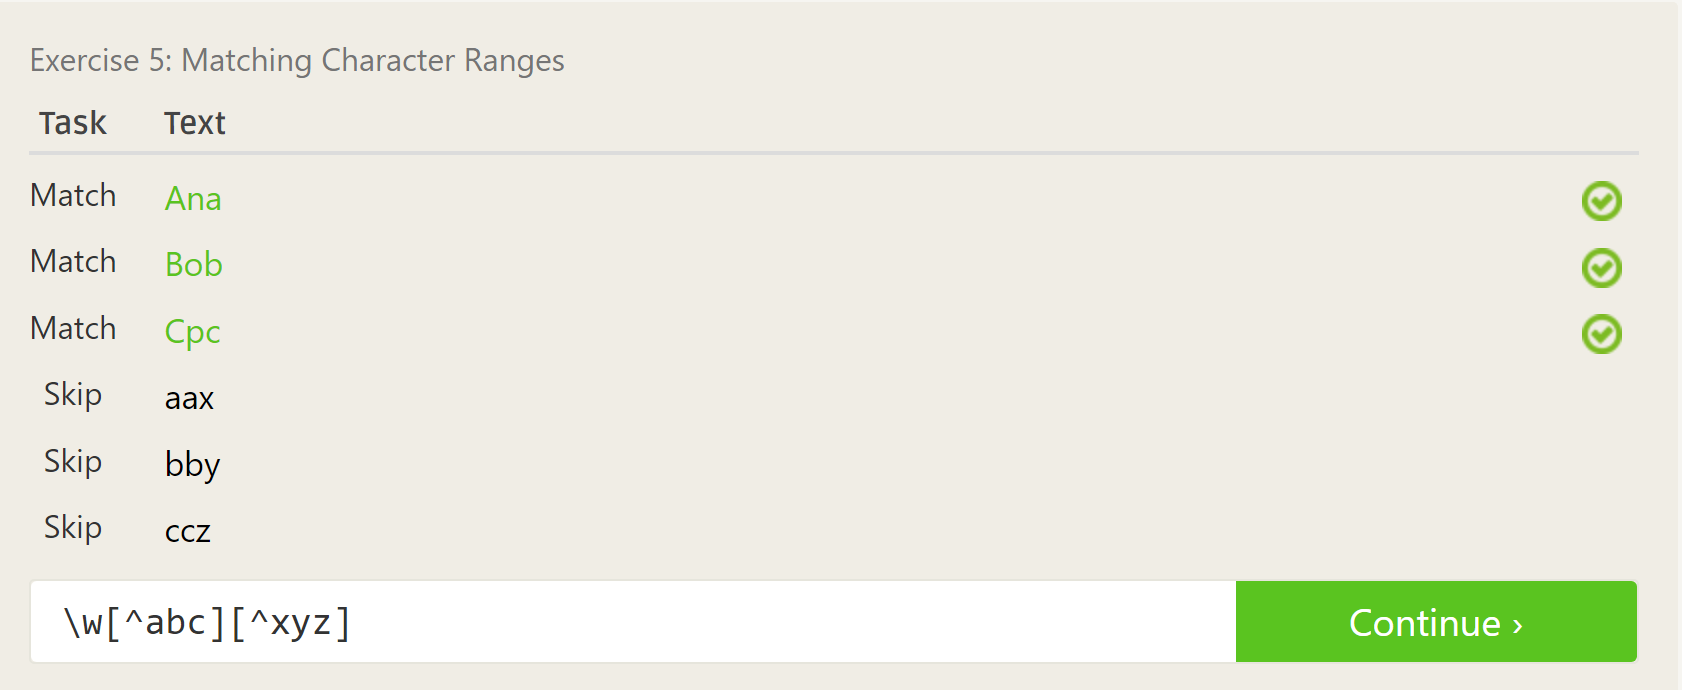 Exercise 5: Matching Character Ranges
Task Text
Match Ana
Match Bob
Match Cpc
Skip aax
Skip bby
Skip ccz
\w[^abc][^xyz] Continue ›